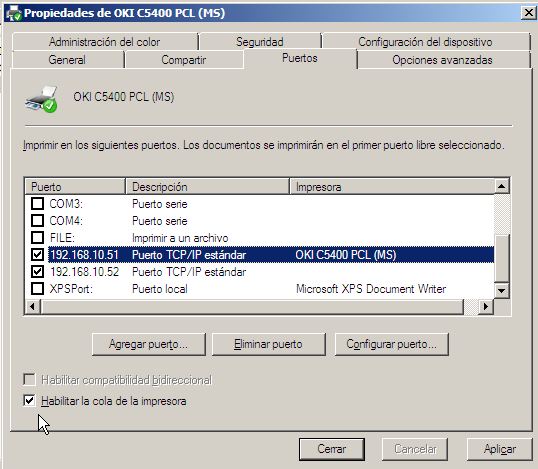 Propiedades de OKI C5400 PCL (MS)
Administración del color Seguridad Configuración del dispositivo
General Compartir Puertos Opciones avanzadas
OKI C5400 PCL (MS)
Imprimir en los siguientes puertos. Los documentos se imprimirán en el primer puerto libre seleccionado.
Puerto Descripción Impresora
COM3: Puerto serie
COM4: Puerto serie
FILE: Imprimir a un archivo
192.168.10.51 Puerto TCP/IP estándar OKI C5400 PCL (MS)
192.168.10.52 Puerto TCP/IP estándar
XPSPort: Puerto local Microsoft XPS Document Writer
Agregar puerto... Eliminar puerto Configurar puerto...
Habilitar compatibilidad bidireccional
Habilitar la cola de la impresora
Cerrar Cancelar Aplicar